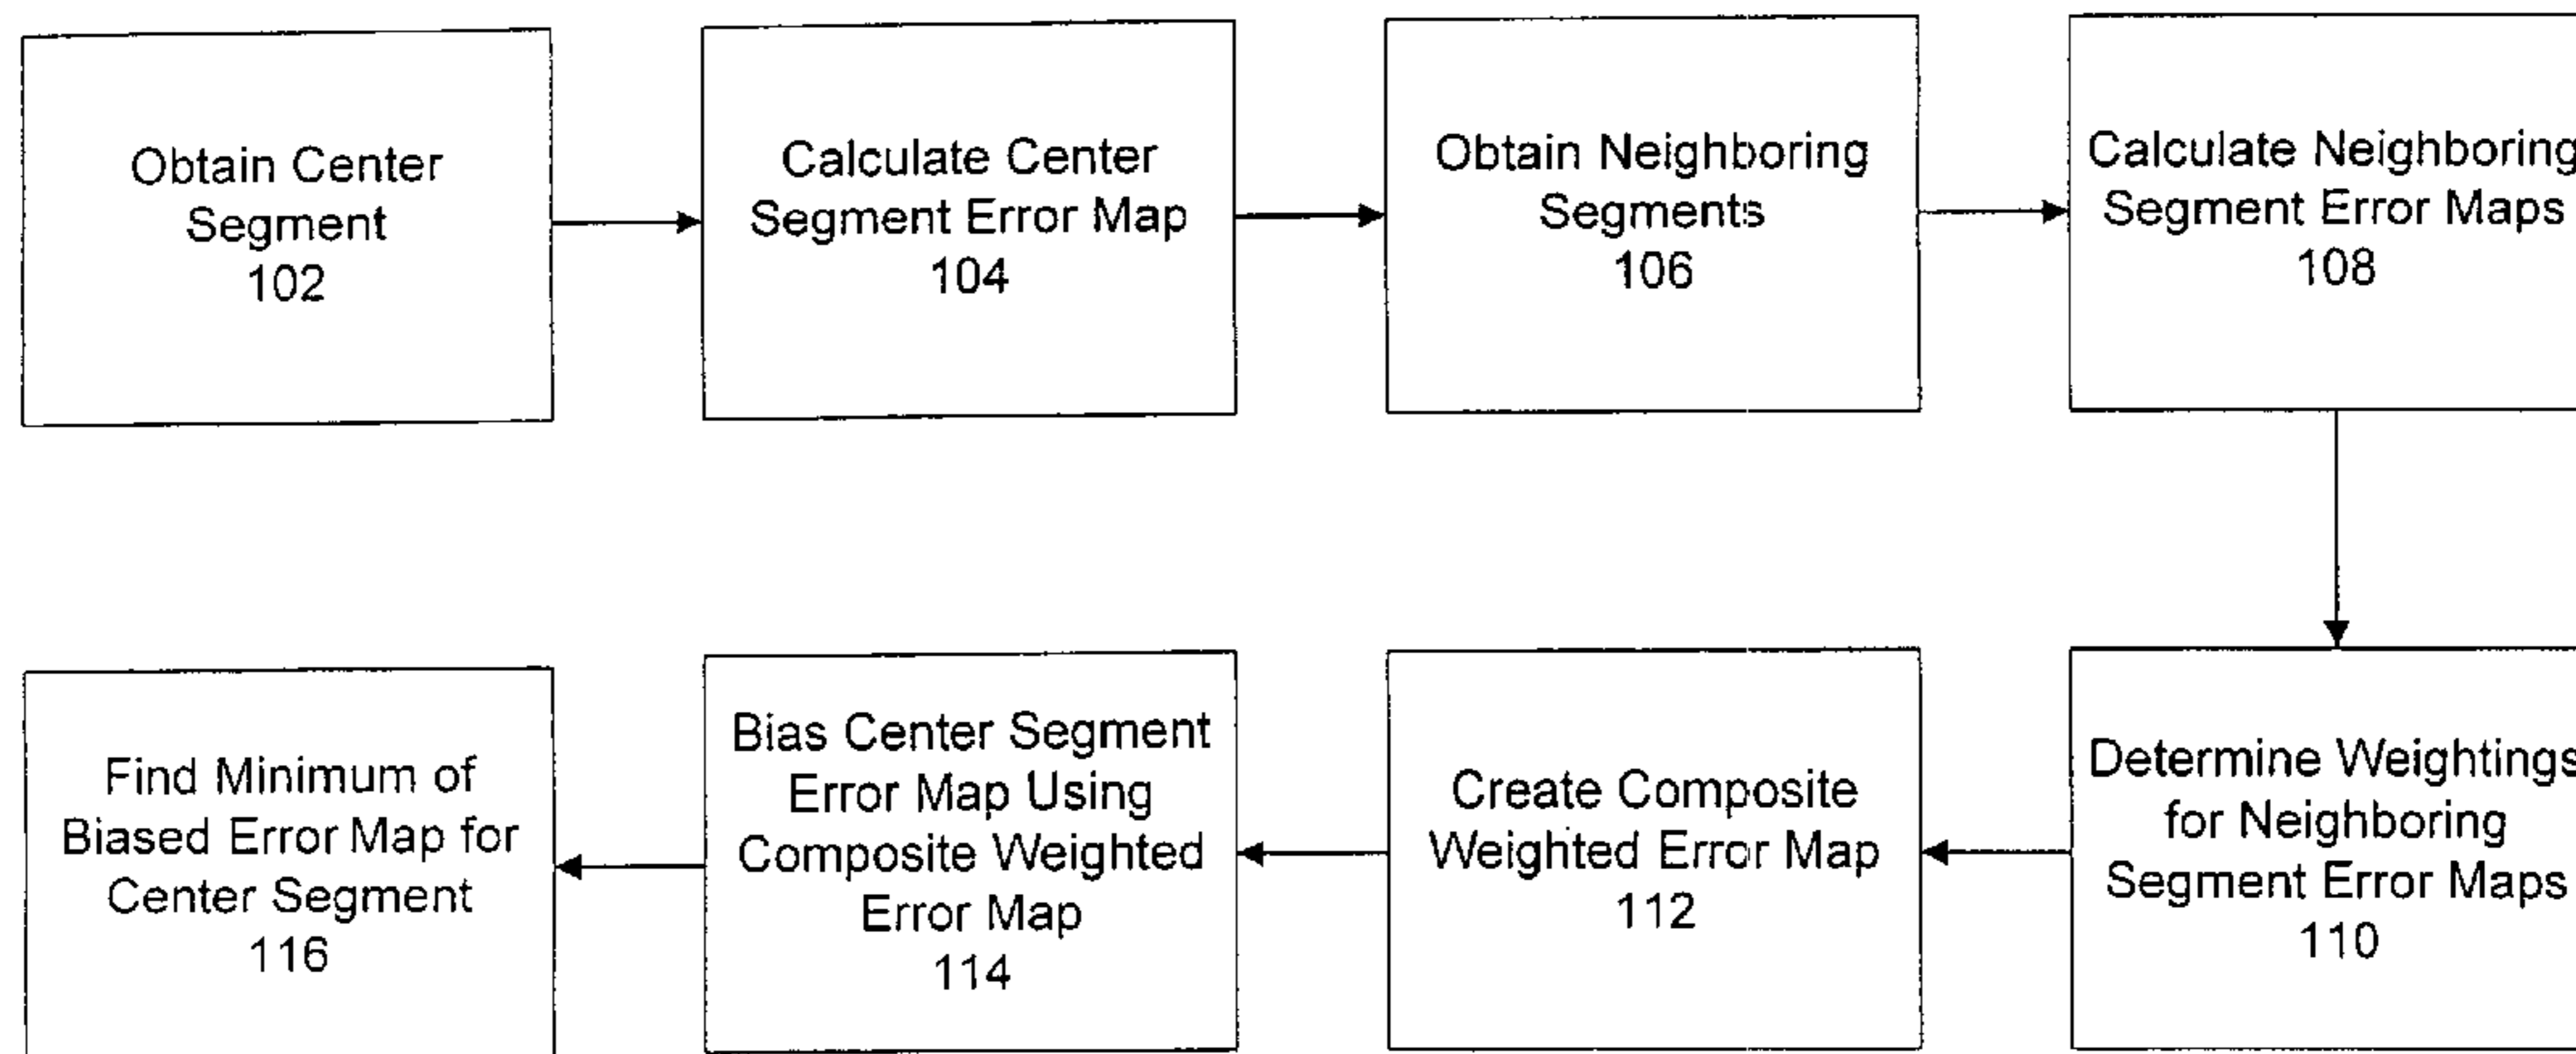 Obtain Center
Segment
102
Calculate Center
Segment Error Map
104
Obtain Neighboring
Segments
106
Calculate Neighboring
Segment Error Maps
108
Determine Weightings
for Neighboring
Segment Error Maps
110
Create Composite
Weighted Error Map
112
Bias Center Segment
Error Map Using
Composite Weighted
Error Map
114
Find Minimum of
Biased Error Map for
Center Segment
116